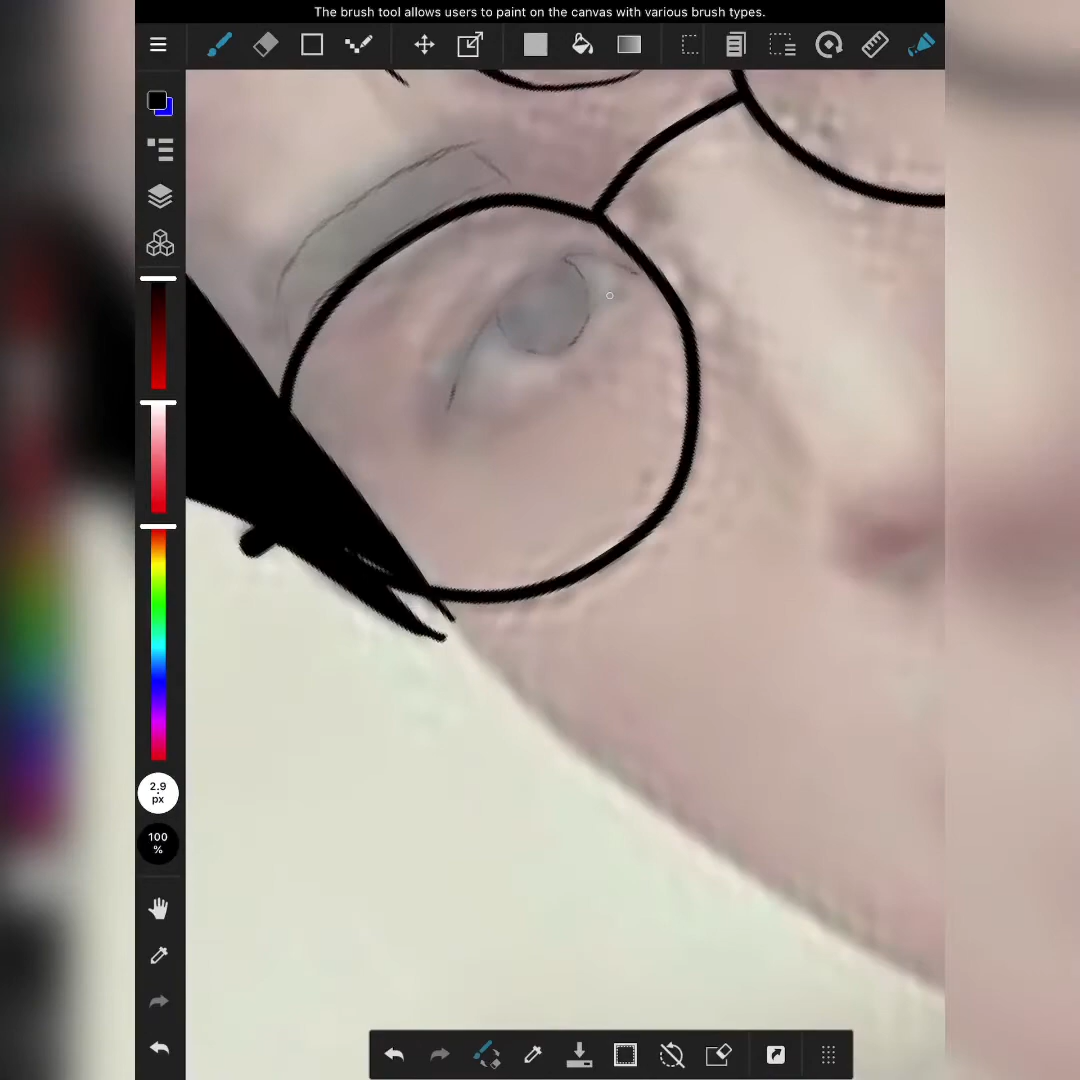 The brush tool allows users to paint on the canvas with various brush types.
2.9
px
100
%